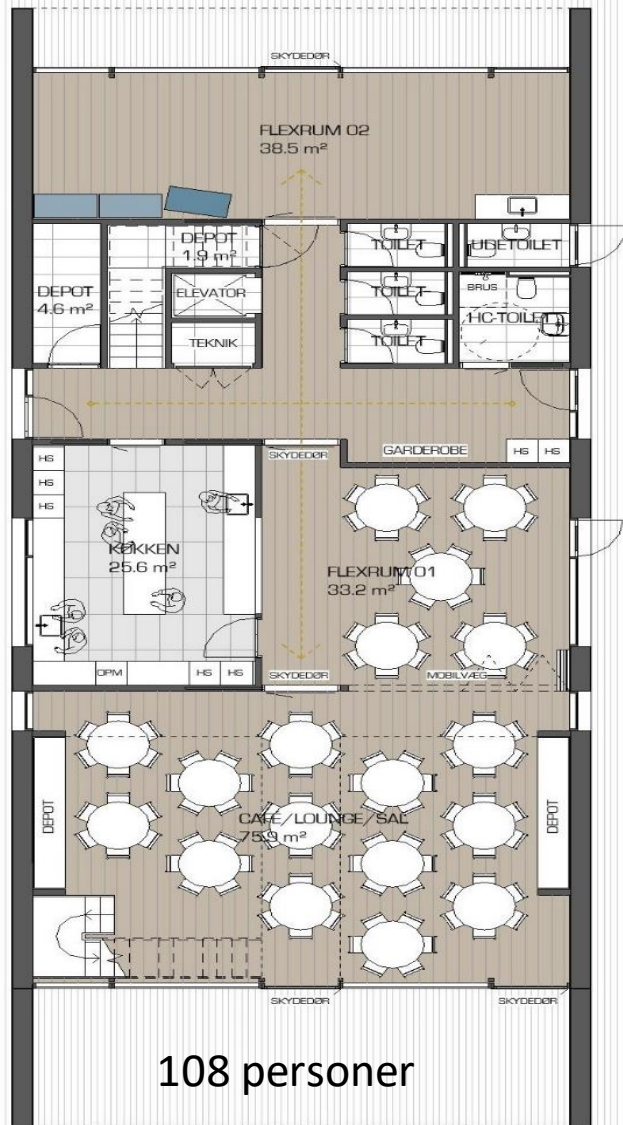 SKYDEDØR
FLEXRUM 02
38.5 m²
DEPOT
1.9 m²
TOILET
UDETOILET
DEPOT
4.6 m²
ELEVATOR
TOILET
BRUS
HC-TOILET
TEKNIK
TOILET
HS
SKYDEDØR
GARDEROBE
HS
HS
HS
HS
KØKKEN
25.6 m²
FLEXRUM 01
33.2 m²
OPM
HS
HS
SKYDEDØR
MOBILVÆG
DEPOT
CAFE/LOUNGE/SAL
75.9 m²
DEPOT
SKYDEDØR
SKYDEDØR
108 personer